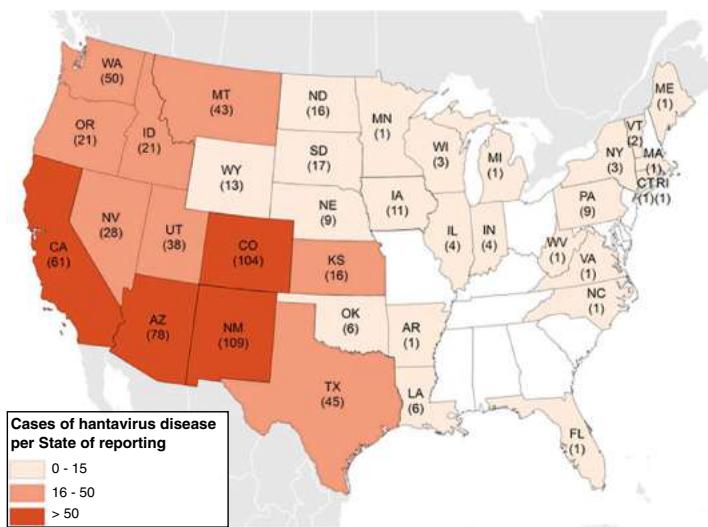 WA
(50)
MT
(43)
ND
(16)
MN
(1)
ME
(1)
OR
(21)
ID
(21)
SD
(17)
WI
(3)
MI
(1)
VT
(2)
NY
(3)
MA
(1)
WY
(13)
CTRI
(1)(1)
NE
(9)
IA
(11)
PA
(9)
NV
(28)
UT
(38)
CO
(104)
IL
(4)
IN
(4)
WV
(1)
CA
(61)
KS
(16)
VA
(1)
NC
(1)
AZ
(78)
NM
(109)
OK
(6)
AR
(1)
TX
(45)
LA
(6)
FL
(1)
Cases of hantavirus disease
per State of reporting
0 - 15
16 - 50
> 50